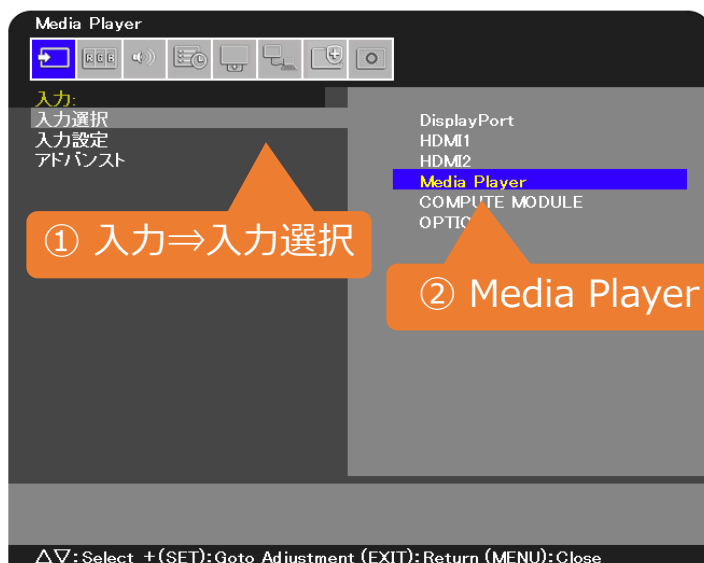 Media Player
RGB
入力:
入力選択
入力設定
アドバンスト
DisplayPort
HDMI1
HDMI2
Media Player
COMPUTE MODULE
① 入力⇒入力選択
② Media Player
△▽:Select +(SET):Goto Adjustment (EXIT):Return (MENU):Close